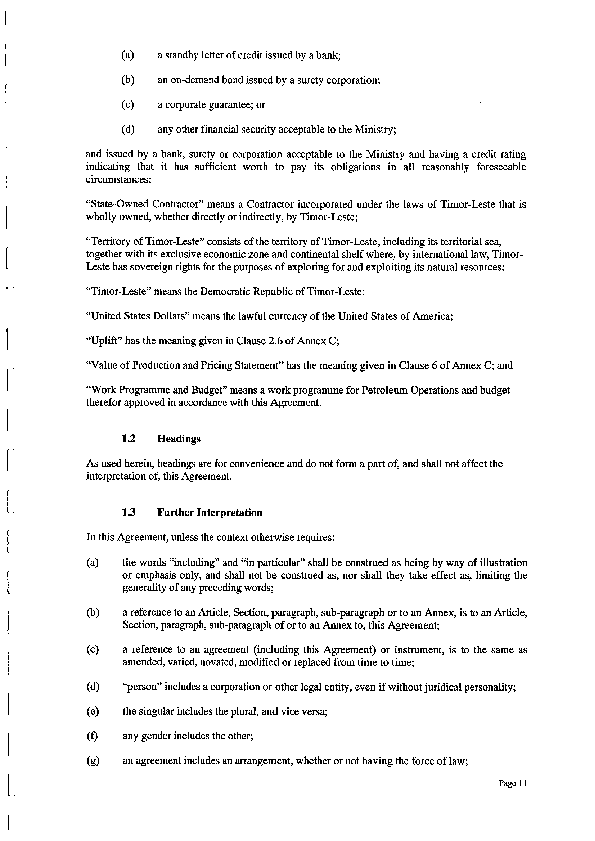 (a) a standby letter of credit issued by a bank;
(b) an on-demand bond issued by a surety corporation;
(c) a corporate guarantee; or
(d) any other financial security acceptable to the Ministry;
and issued by a bank, surety or corporation acceptable to the Ministry and having a credit rating
indicating that it has sufficient worth to pay its obligations in all reasonably foreseeable
circumstances;
“State-Owned Contractor” means a Contractor incorporated under the laws of Timor-Leste that is
wholly owned, whether directly or indirectly, by Timor-Leste;
“Territory of Timor-Leste” consists of the territory of Timor-Leste, including its territorial sea,
together with its exclusive economic zone and continental shelf where, by international law, Timor-
Leste has sovereign rights for the purposes of exploring for and exploiting its natural resources;
“Timor-Leste” means the Democratic Republic of Timor-Leste;
“United States Dollars” means the lawful currency of the United States of America;
“Uplift” has the meaning given in Clause 2.6 of Annex C;
“Value of Production and Pricing Statement” has the meaning given in Clause 6 of Annex C; and
“Work Programme and Budget” means a work programme for Petroleum Operations and budget
therefor approved in accordance with this Agreement.
1.2 Headings
As used herein, headings are for convenience and do not form a part of, and shall not affect the
interpretation of, this Agreement.
1.3 Further Interpretation
In this Agreement, unless the context otherwise requires:
(a) the words “including” and “in particular” shall be construed as being by way of illustration
or emphasis only, and shall not be construed as, nor shall they take effect as, limiting the
generality of any preceding words;
(b) a reference to an Article, Section, paragraph, sub-paragraph or to an Annex, is to an Article,
Section, paragraph, sub-paragraph of or to an Annex to, this Agreement;
(c) a reference to an agreement (including this Agreement) or instrument, is to the same as
amended, varied, novated, modified or replaced from time to time;
(d) “person” includes a corporation or other legal entity, even if without juridical personality;
(e) the singular includes the plural, and vice versa;
(f) any gender includes the other;
(g) an agreement includes an arrangement, whether or not having the force of law;
Page 11